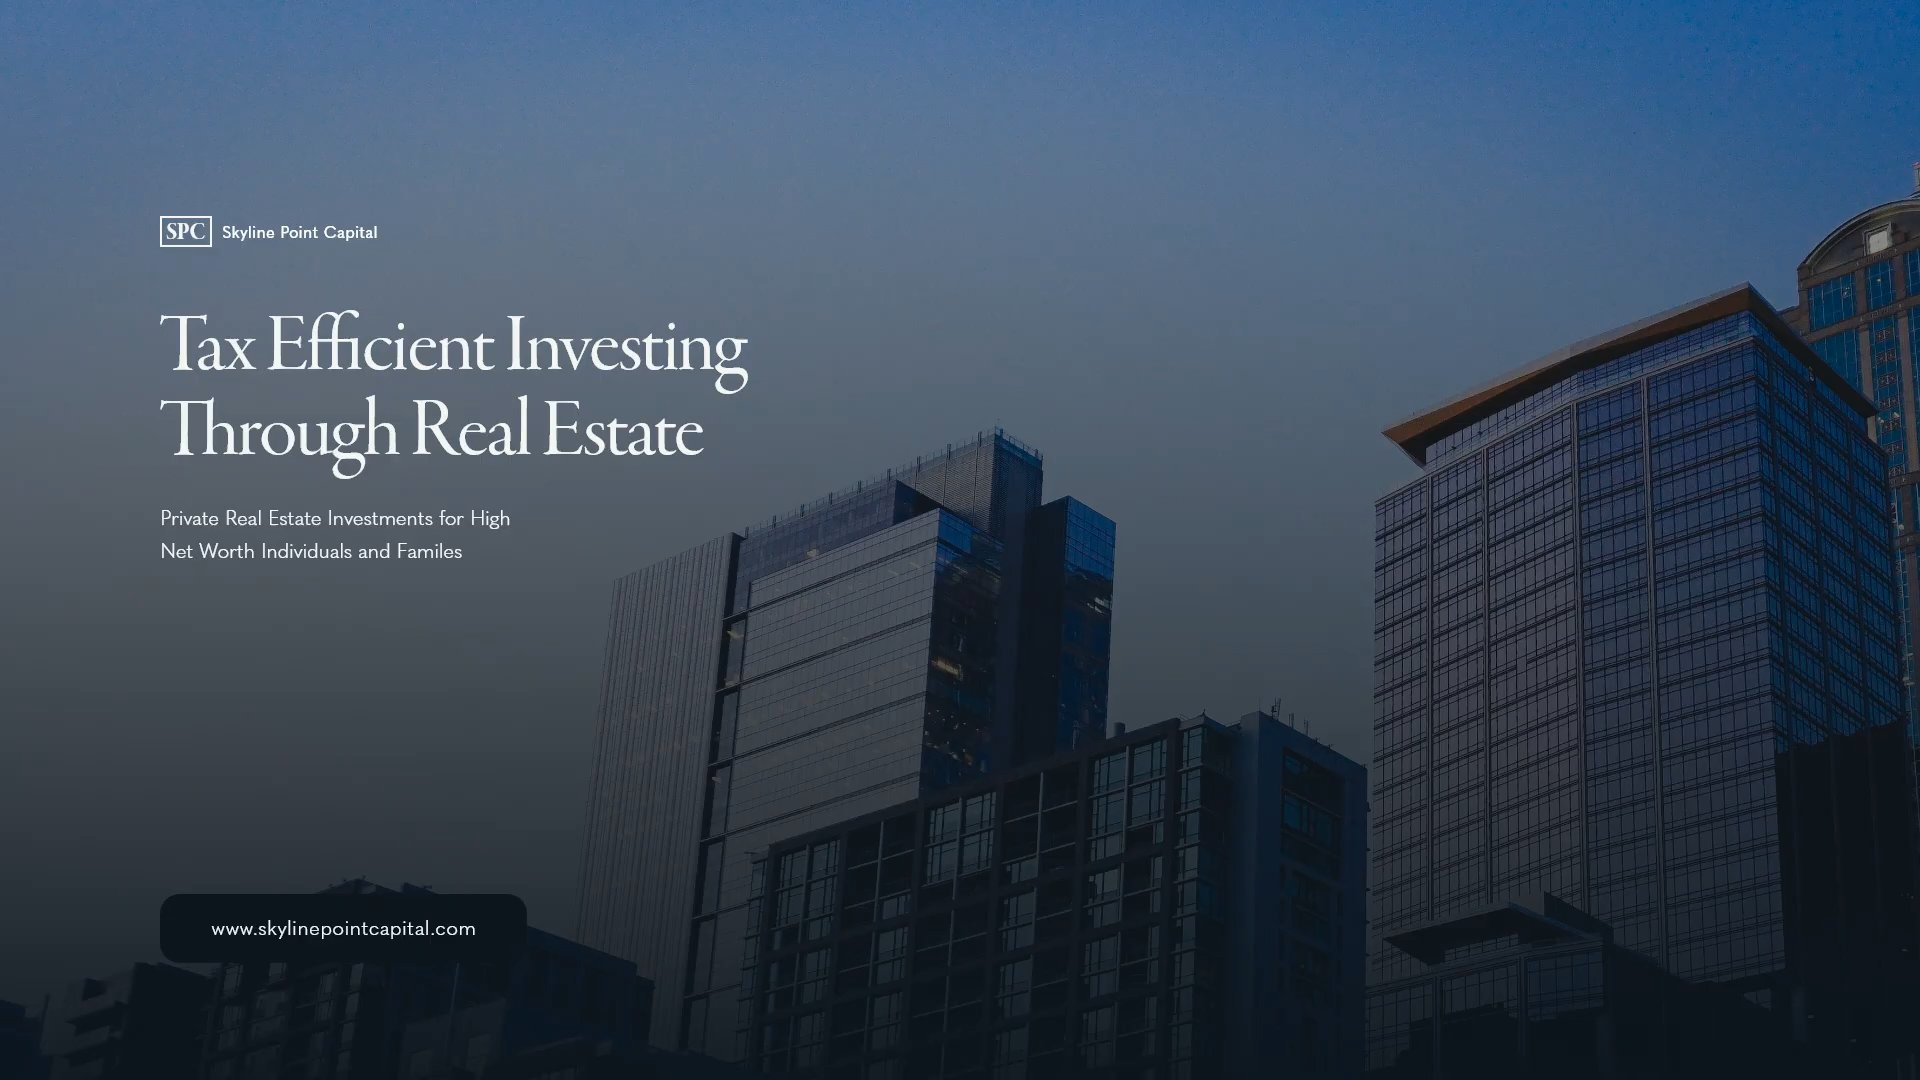 SPC Skyline Point Capital
Tax Efficient Investing
Through Real Estate
Private Real Estate Investments for High
Net Worth Individuals and Familes
www.skylinepointcapital.com